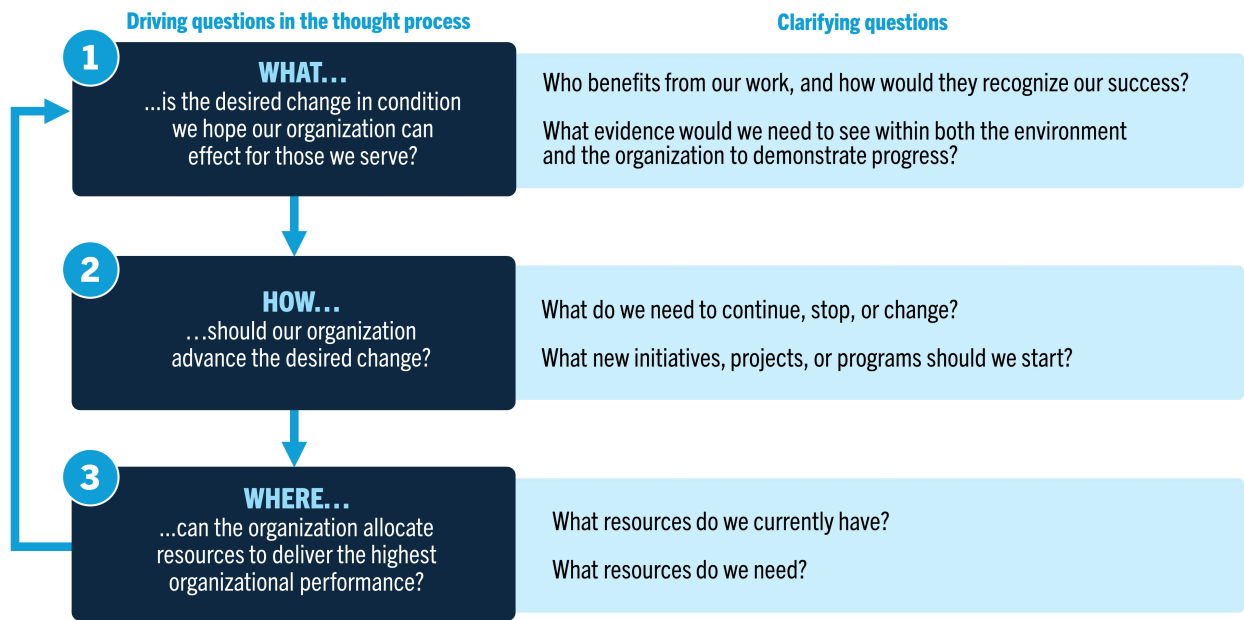 Driving questions in the thought process
Clarifying questions
1
WHAT…
…is the desired change in condition
we hope our organization can
effect for those we serve?
Who benefits from our work, and how would they recognize our success?
What evidence would we need to see within both the environment
and the organization to demonstrate progress?
2
HOW…
…should our organization
advance the desired change?
What do we need to continue, stop, or change?
What new initiatives, projects, or programs should we start?
3
WHERE…
…can the organization allocate
resources to deliver the highest
organizational performance?
What resources do we currently have?
What resources do we need?